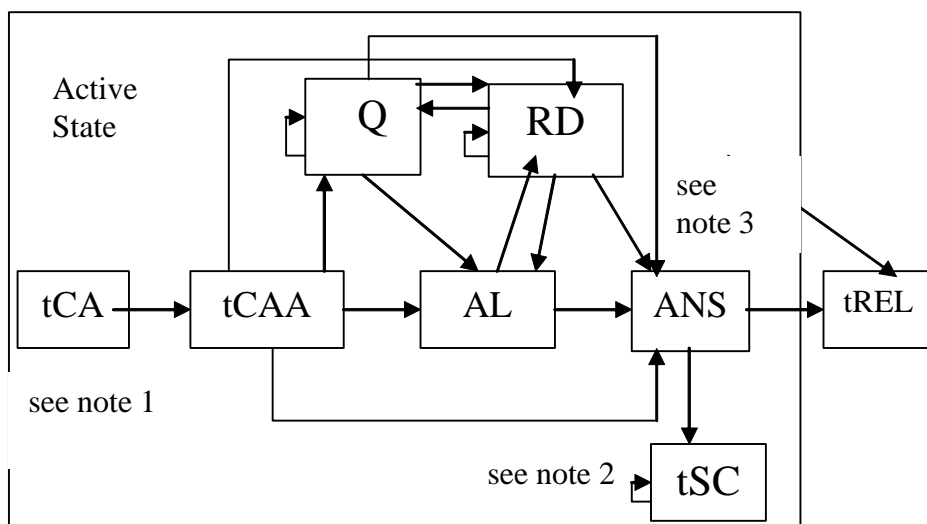 Active
State
Q
RD
see
note 3
tCA
tCAA
AL
ANS
tREL
see note 1
see note 2
tSC